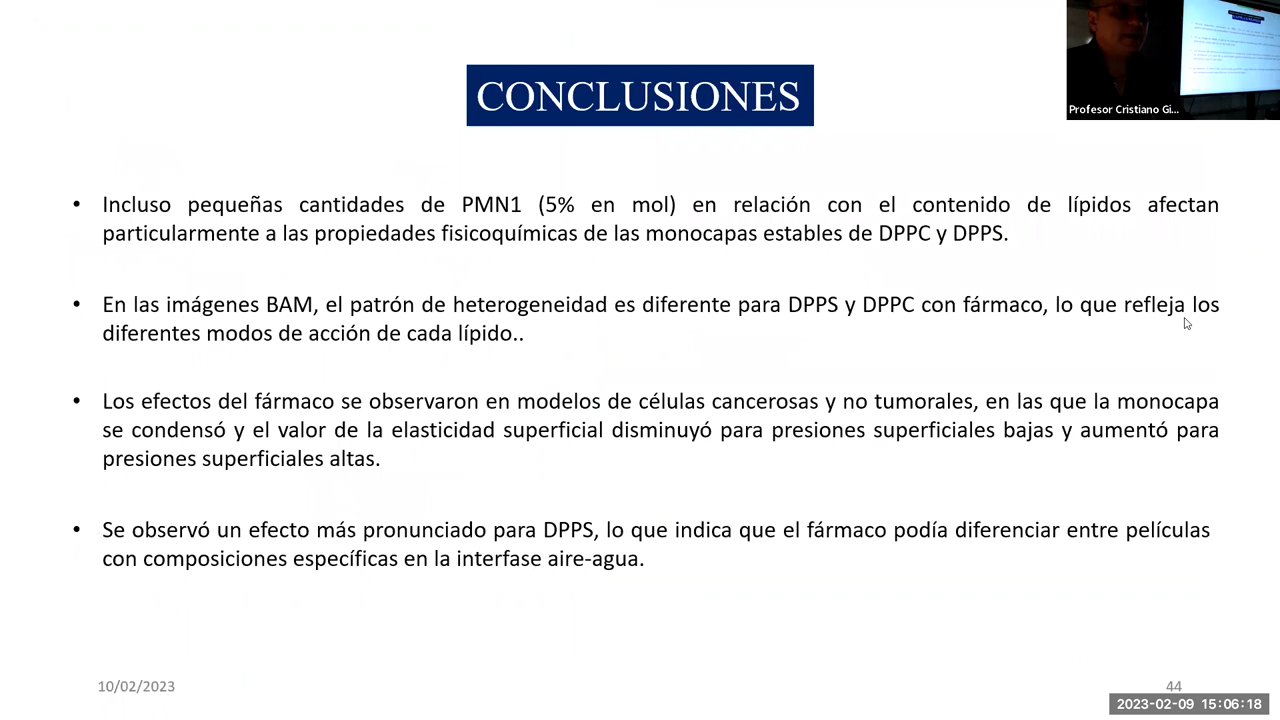 CONCLUSIONES
Profesor Cristiano Gi...
• Incluso pequeñas cantidades de PMN1 (5% en mol) en relación con el contenido de lípidos afectan
particularmente a las propiedades fisicoquímicas de las monocapas estables de DPPC y DPPS.
• En las imágenes BAM, el patrón de heterogeneidad es diferente para DPPS y DPPC con fármaco, lo que refleja los
diferentes modos de acción de cada lípido..
• Los efectos del fármaco se observaron en modelos de células cancerosas y no tumorales, en las que la monocapa
se condensó y el valor de la elasticidad superficial disminuyó para presiones superficiales bajas y aumentó para
presiones superficiales altas.
• Se observó un efecto más pronunciado para DPPS, lo que indica que el fármaco podía diferenciar entre películas
con composiciones específicas en la interfase aire-agua.
10/02/2023
44
2023-02-09 15:06:18